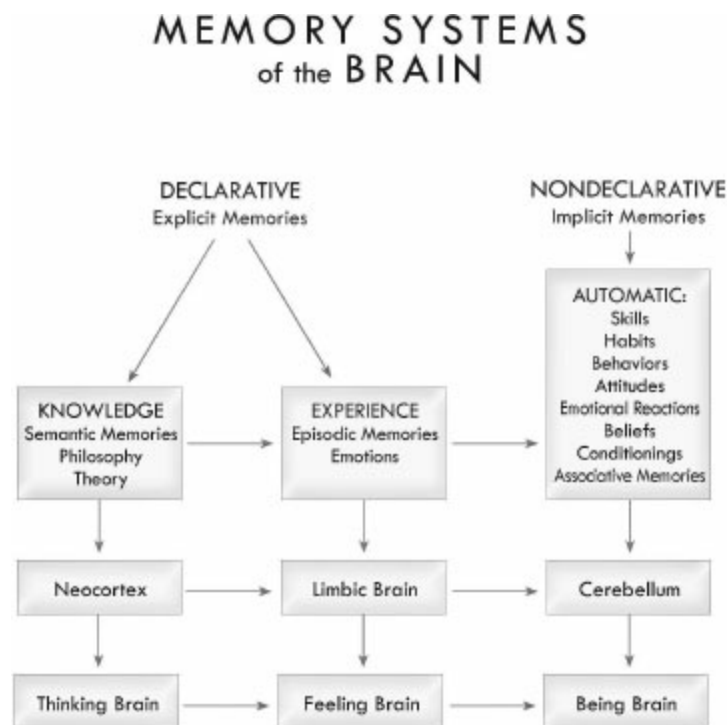 MEMORY SYSTEMS
of the BRAIN
DECLARATIVE
Explicit Memories
NONDECLARATIVE
Implicit Memories
AUTOMATIC:
Skills
Habits
Behaviors
Attitudes
Emotional Reactions
Beliefs
Conditionings
Associative Memories
KNOWLEDGE
Semantic Memories
Philosophy
Theory
EXPERIENCE
Episodic Memories
Emotions
Neocortex
Limbic Brain
Cerebellum
Thinking Brain
Feeling Brain
Being Brain